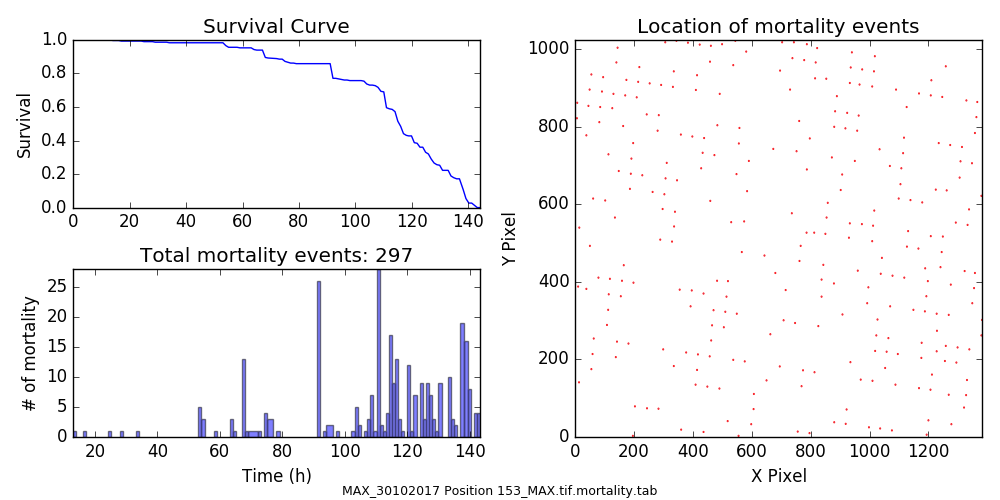 Survival Curve
1.0
0.8
0.6
0.4
0.2
0.0
Survival
0 20 40 60 80 100 120 140
Total mortality events: 297
25
20
15
10
5
0
# of mortality
20 40 60 80 100 120 140
Time (h)
Location of mortality events
1000
800
600
400
200
0
Y Pixel
0 200 400 600 800 1000 1200
X Pixel
MAX_30102017 Position 153_MAX.tif.mortality.tab